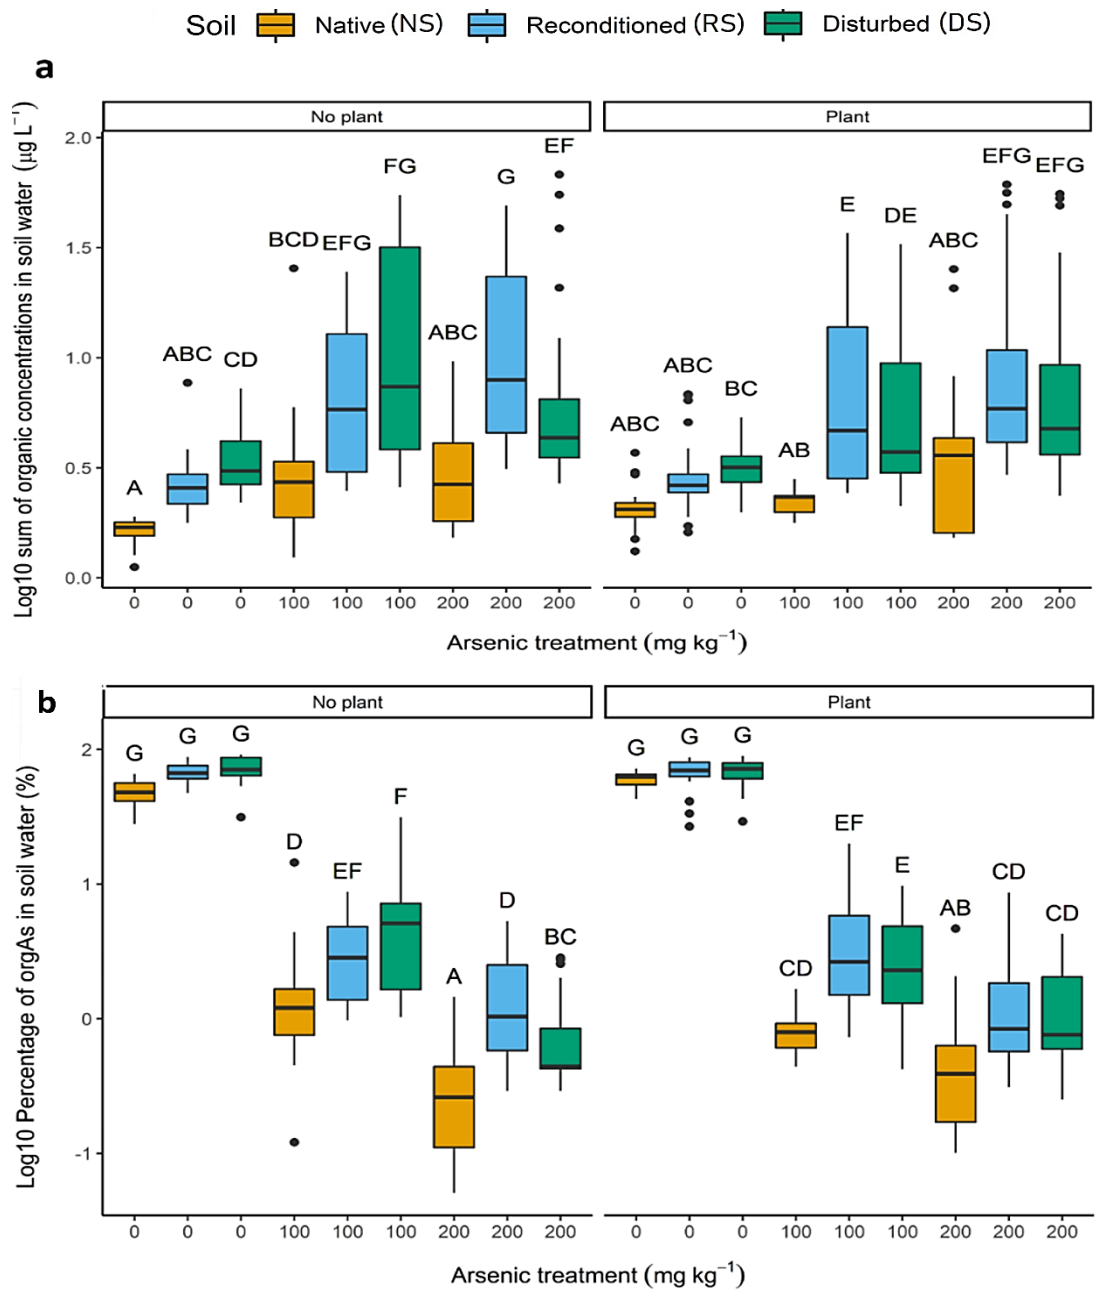 Soil Native (NS) Reconditioned (RS) Disturbed (DS)
a
No plant
Plant
Log10 sum of organic concentrations in soil water (µg L⁻¹)
2.0
1.5
1.0
0.5
0.0
A ABC CD BCD EFG FG ABC G EF
ABC ABC BC AB E DE ABC EFG EFG
0 0 0 100 100 100 200 200 200
0 0 0 100 100 100 200 200 200
Arsenic treatment (mg kg⁻¹)
b
No plant
Plant
Log10 Percentage of orgAs in soil water (%)
2
1
0
-1
G G G D EF F A D BC
G G G CD EF E AB CD CD
0 0 0 100 100 100 200 200 200
0 0 0 100 100 100 200 200 200
Arsenic treatment (mg kg⁻¹)